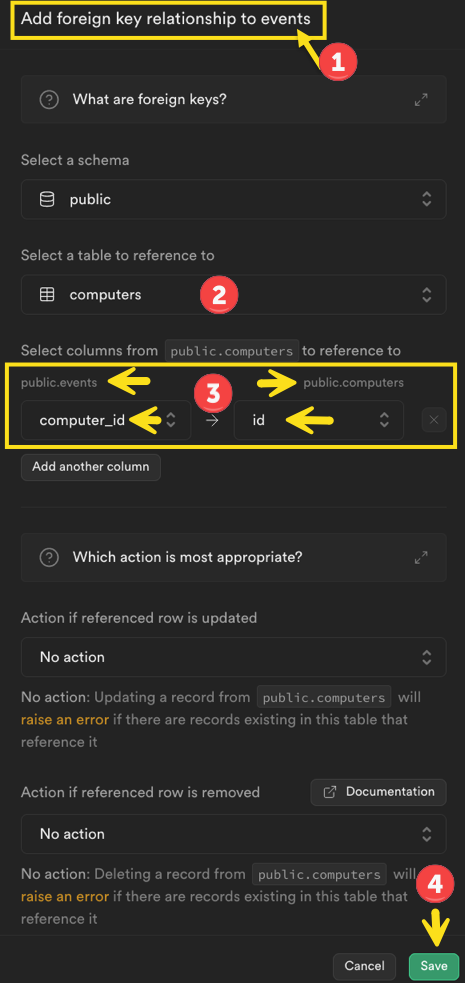 Add foreign key relationship to events
1
What are foreign keys?
Select a schema
public
Select a table to reference to
computers
2
Select columns from public.computers to reference to
public.events
3
public.computers
computer_id
id
Add another column
Which action is most appropriate?
Action if referenced row is updated
No action
No action: Updating a record from public.computers will
raise an error if there are records existing in this table that
reference it
Action if referenced row is removed
Documentation
No action
No action: Deleting a record from public.computers will
raise an error if there are records existing in this table that
reference it
4
Cancel
Save